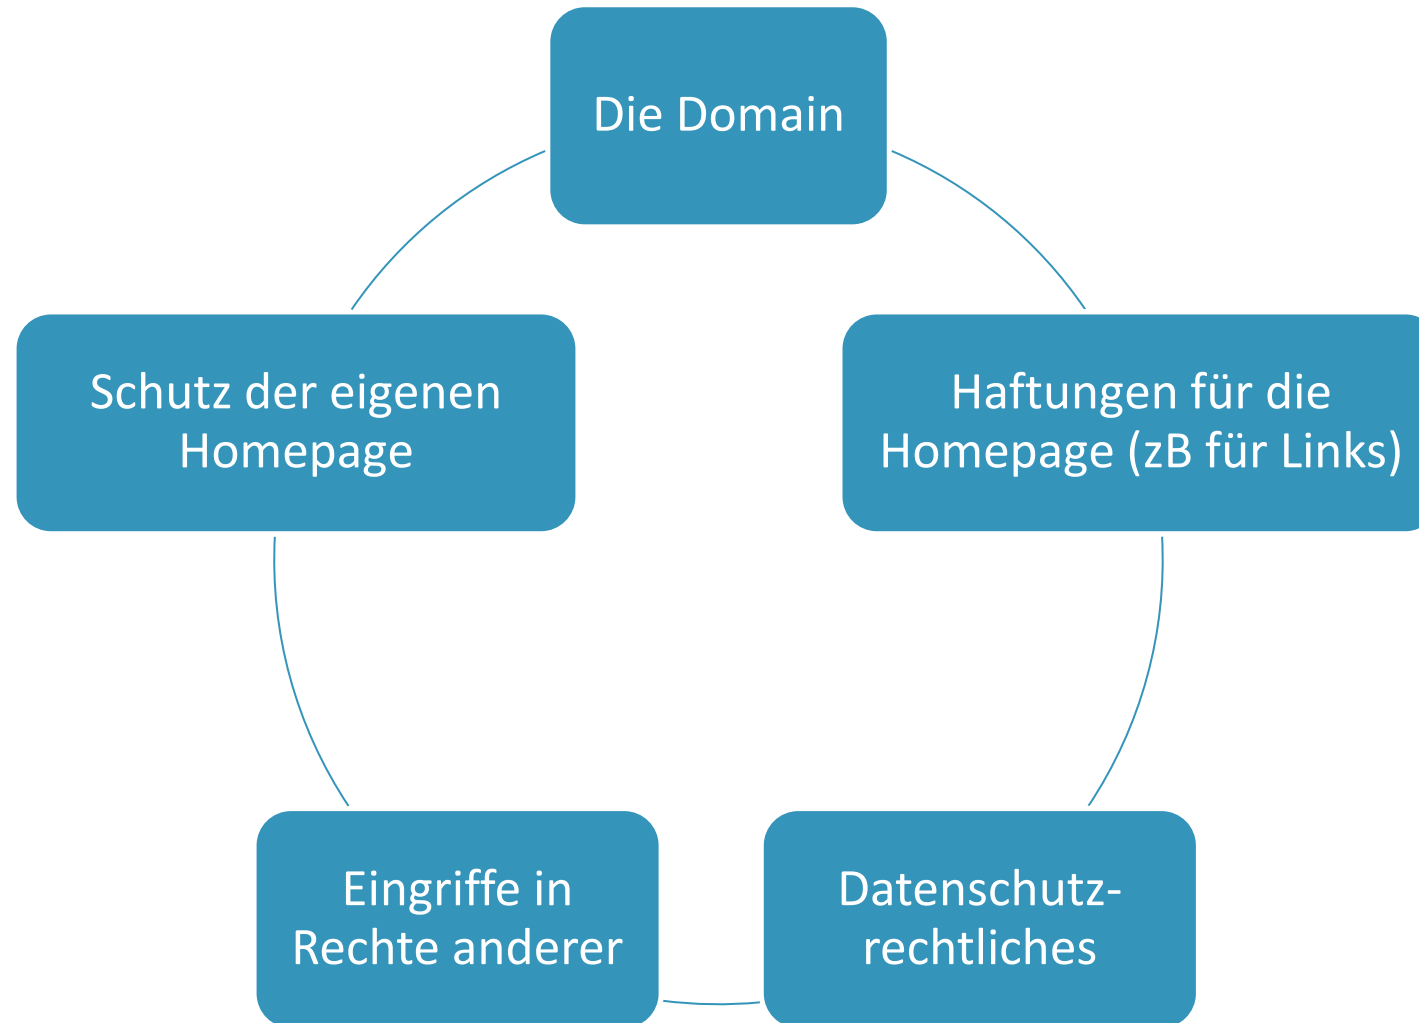 Die Domain
Schutz der eigenen
Homepage
Haftungen für die
Homepage (zB für Links)
Eingriffe in
Rechte anderer
Datenschutz-
rechtliches